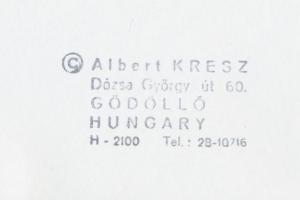 © Albert KRESZ
Dózsa György út 60.
GÖDÖLLŐ
HUNGARY
H - 2100 Tel.: 28-10716